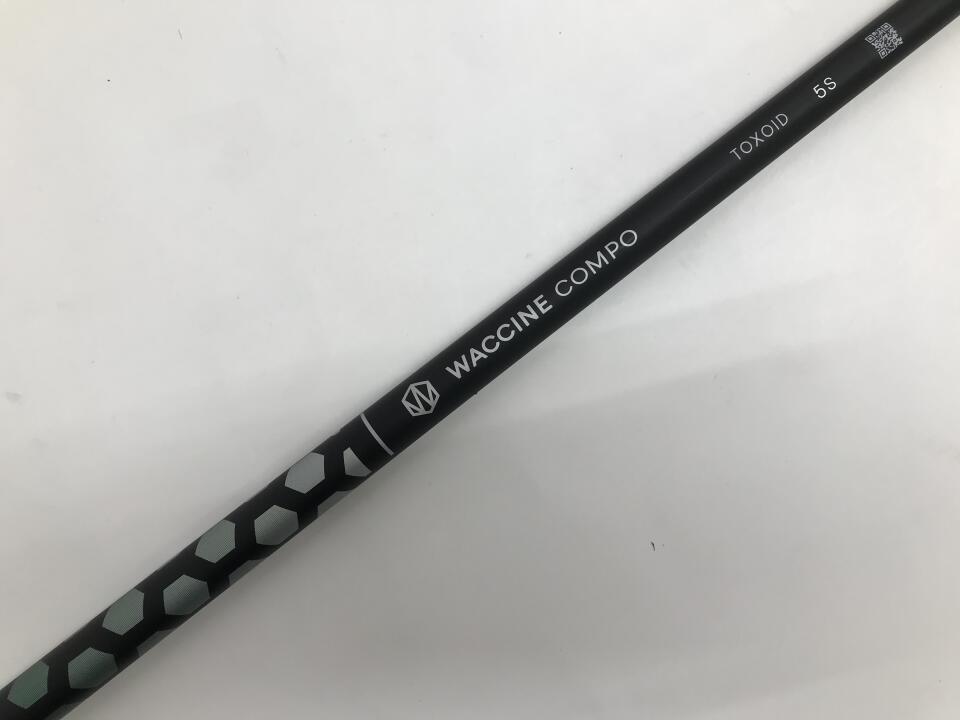 WACCINE COMPO
TOXOID 5S